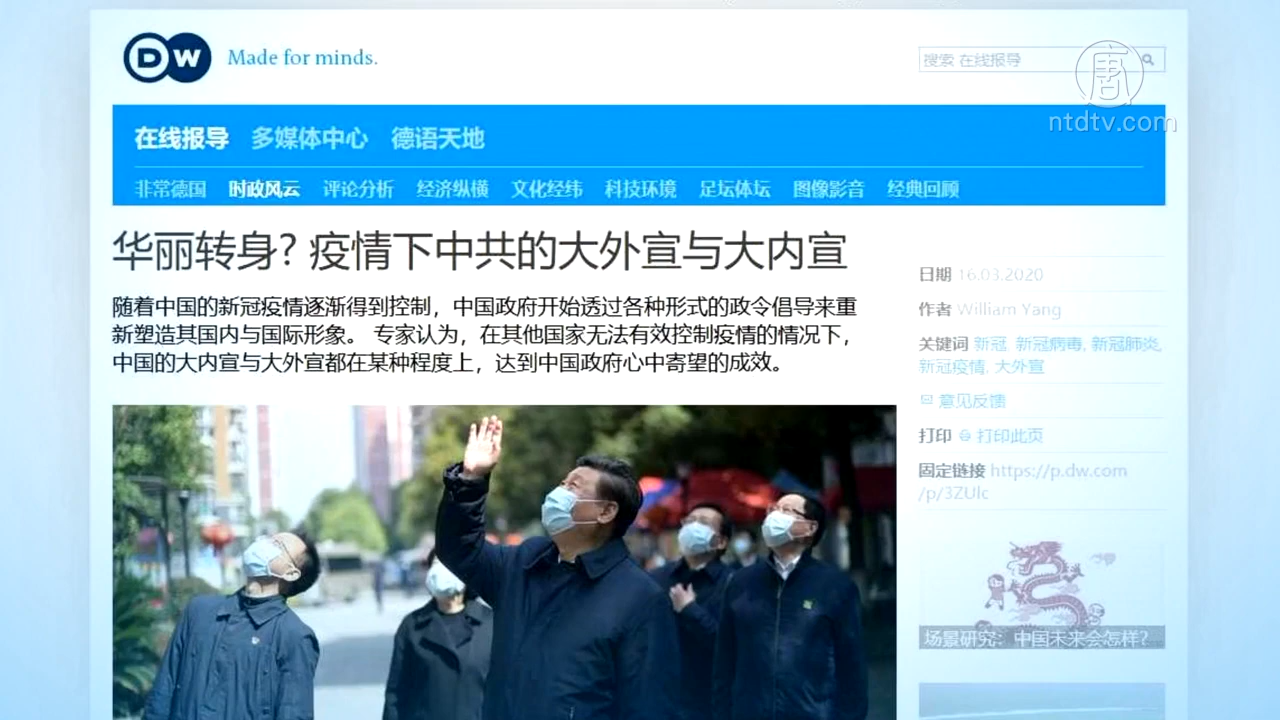 DW Made for minds.
搜索 在线报导
唐
ntdtv.com
在线报导 多媒体中心 德语天地
非常德国 时政风云 评论分析 经济纵横 文化经纬 科技环境 足坛体坛 图像影音 经典回顾
华丽转身? 疫情下中共的大外宣与大内宣
随着中国的新冠疫情逐渐得到控制，中国政府开始透过各种形式的政令倡导来重
新塑造其国内与国际形象。 专家认为，在其他国家无法有效控制疫情的情况下，
中国的大内宣与大外宣都在某种程度上，达到中国政府心中寄望的成效。
日期 16.03.2020
作者 William Yang
关键词 新冠, 新冠病毒, 新冠肺炎,
新冠疫情, 大外宣
意见反馈
打印 打印此页
固定链接 https://p.dw.com
/p/3ZUlc
场景研究：中国未来会怎样?...